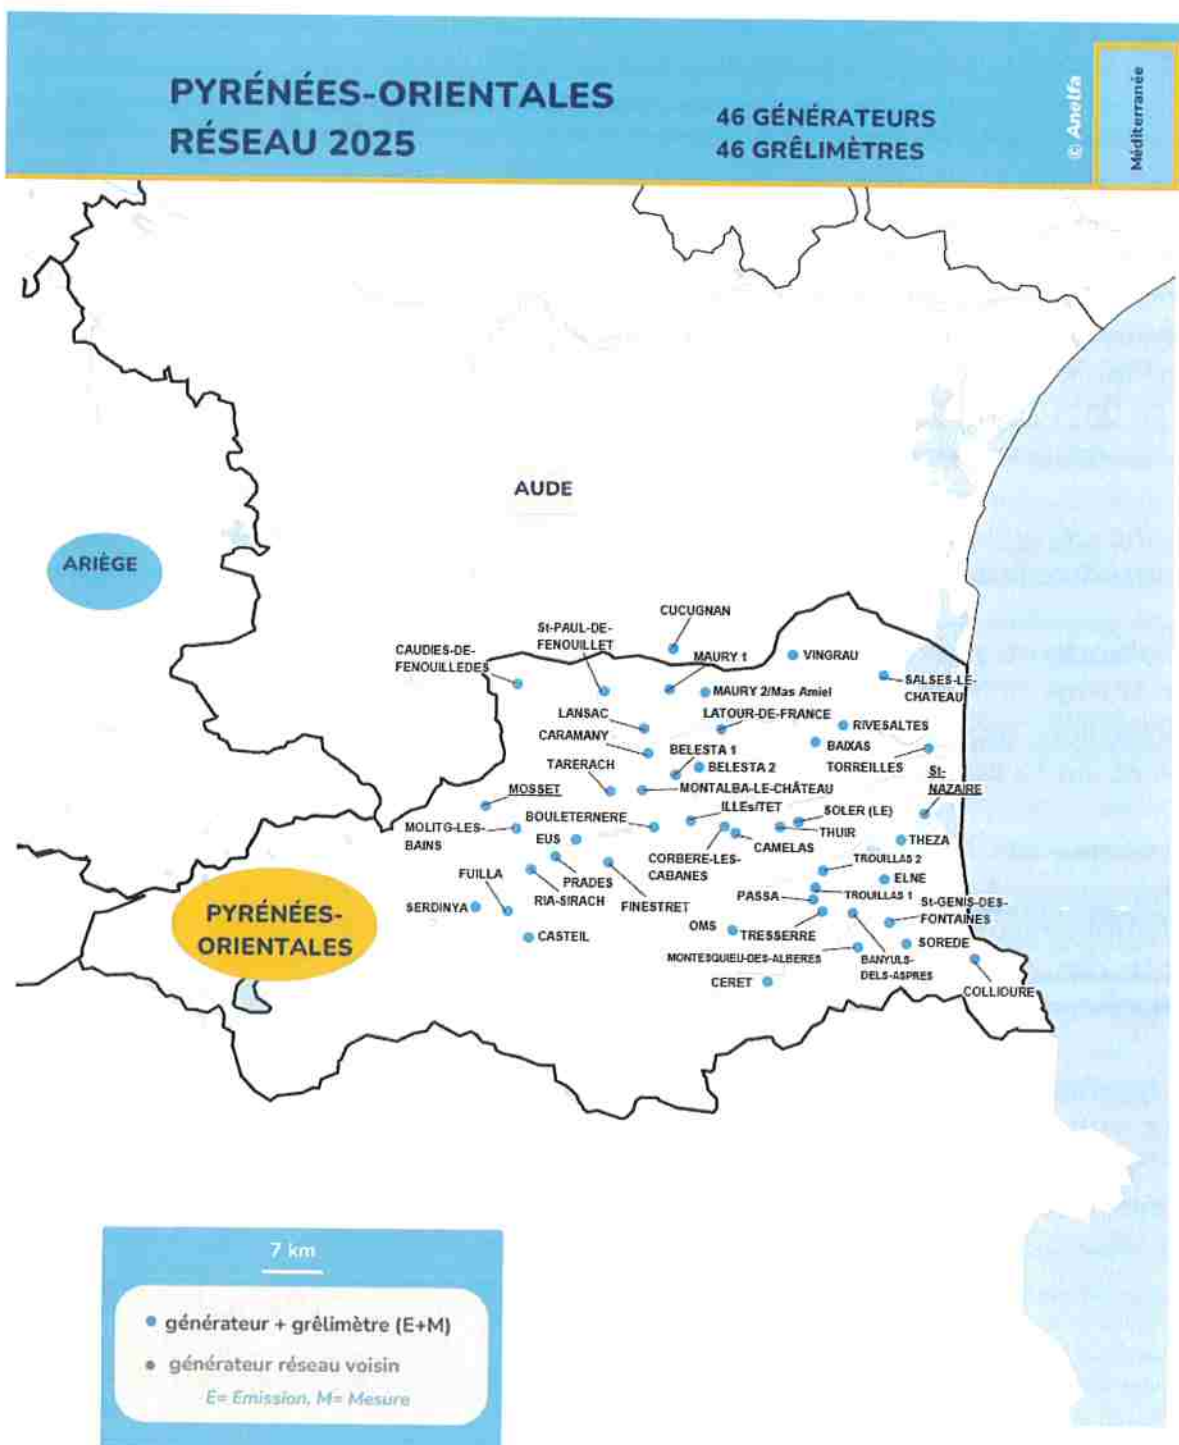 PYRÉNÉES-ORIENTALES
RÉSEAU 2025
46 GÉNÉRATEURS
46 GRÊLIMÈTRES
© Anelfa
Méditerranée
AUDE
ARIÈGE
CUCUGNAN
St-PAUL-DE-
FENOUILLET
CAUDIES-DE-
FENOUILLEDES
MAURY 1
VINGRAU
SALSES-LE-
CHATEAU
MAURY 2/Mas Amiel
LANSAC
LATOUR-DE-FRANCE
RIVESALTES
CARAMANY
BELESTA 1
BAIXAS
TORREILLES
TARERACH
BELESTA 2
St-
NAZAIRE
MOSSET
MONTALBA-LE-CHÂTEAU
ILLEs/TET
SOLER (LE)
BOULETERNERE
MOLITG-LES-
BAINS
EUS
THUIR
THEZA
CAMELAS
CORBERE-LES-
CABANES
TROUILLAS 2
FUILLA
PRADES
ELNE
RIA-SIRACH
FINESTRET
PASSA
TROUILLAS 1
St-GENIS-DES-
FONTAINES
SERDINYA
PYRÉNÉES-
ORIENTALES
CASTEIL
OMS
TRESSERRE
SOREDE
MONTESQUIEU-DES-ALBERES
BANYULS-
DELS-ASPRES
CERET
COLLIOURE
7 km
générateur + grêlimètre (E+M)
générateur réseau voisin
E= Emission, M= Mesure